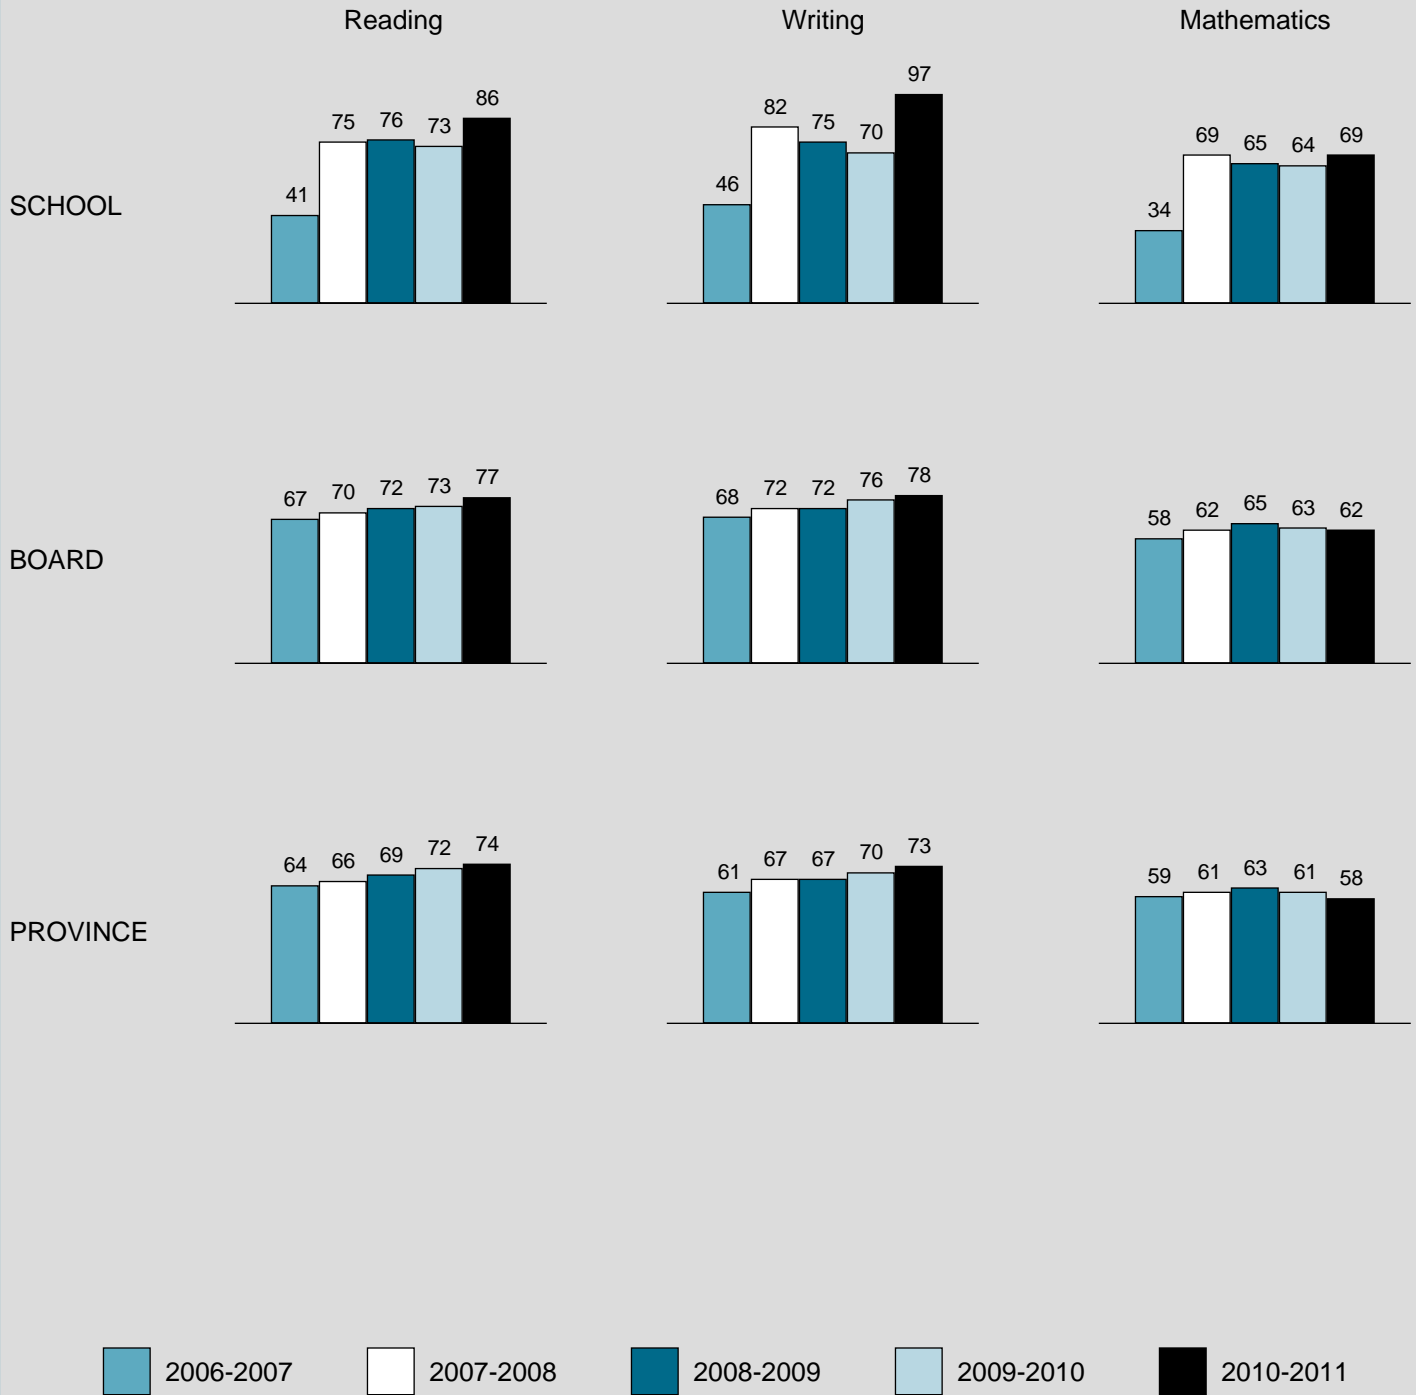 Reading Writing Mathematics
SCHOOL
41 75 76 73 86
46 82 75 70 97
34 69 65 64 69
BOARD
67 70 72 73 77
68 72 72 76 78
58 62 65 63 62
PROVINCE
64 66 69 72 74
61 67 67 70 73
59 61 63 61 58
2006-2007 2007-2008 2008-2009 2009-2010 2010-2011